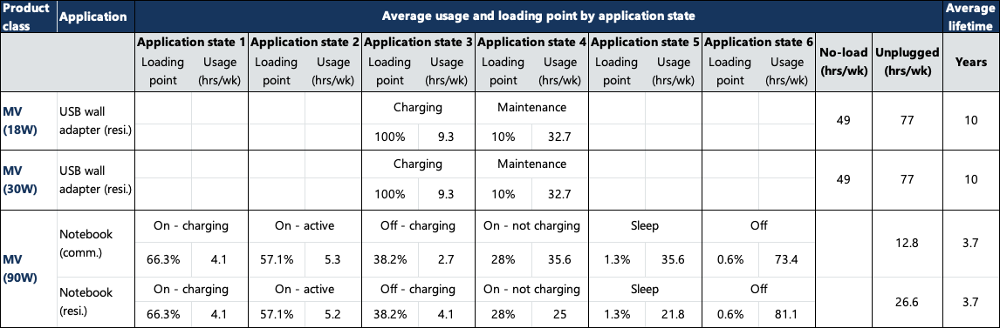 Product class Application Average usage and loading point by application state Average lifetime
Application state 1 Application state 2 Application state 3 Application state 4 Application state 5 Application state 6 No-load (hrs/wk) Unplugged (hrs/wk) Years
Loading point Usage (hrs/wk) Loading point Usage (hrs/wk) Loading point Usage (hrs/wk) Loading point Usage (hrs/wk) Loading point Usage (hrs/wk) Loading point Usage (hrs/wk)
MV (18W) USB wall adapter (resi.) Charging Maintenance 49 77 10
100% 9.3 10% 32.7
MV (30W) USB wall adapter (resi.) Charging Maintenance 49 77 10
100% 9.3 10% 32.7
MV (90W) Notebook (comm.) On - charging On - active Off - charging On - not charging Sleep Off 12.8 3.7
66.3% 4.1 57.1% 5.3 38.2% 2.7 28% 35.6 1.3% 35.6 0.6% 73.4
Notebook (resi.) On - charging On - active Off - charging On - not charging Sleep Off 26.6 3.7
66.3% 4.1 57.1% 5.2 38.2% 4.1 28% 25 1.3% 21.8 0.6% 81.1